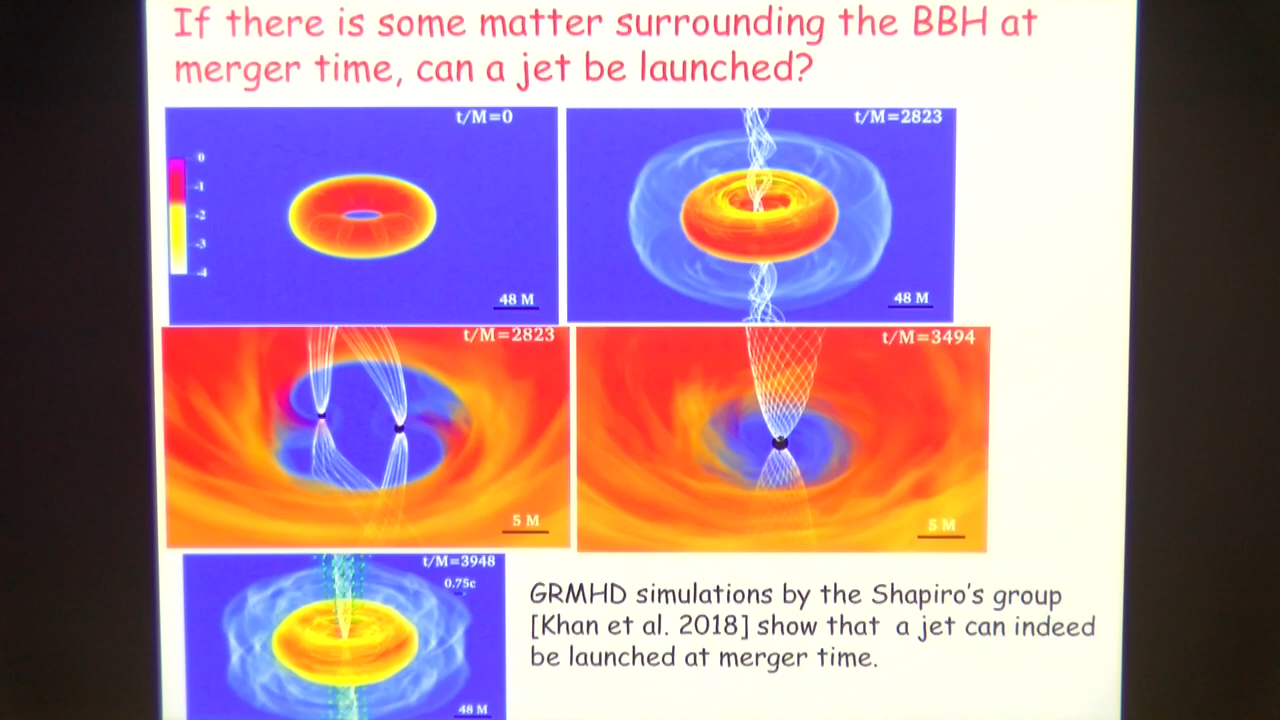 If there is some matter surrounding the BBH at
merger time, can a jet be launched?
t/M=0
0
-1
-2
-3
-4
48 M
t/M=2823
48 M
t/M=2823
5 M
t/M=3494
5 M
t/M=3948
0.75c
48 M
GRMHD simulations by the Shapiro's group
[Khan et al. 2018] show that a jet can indeed
be launched at merger time.